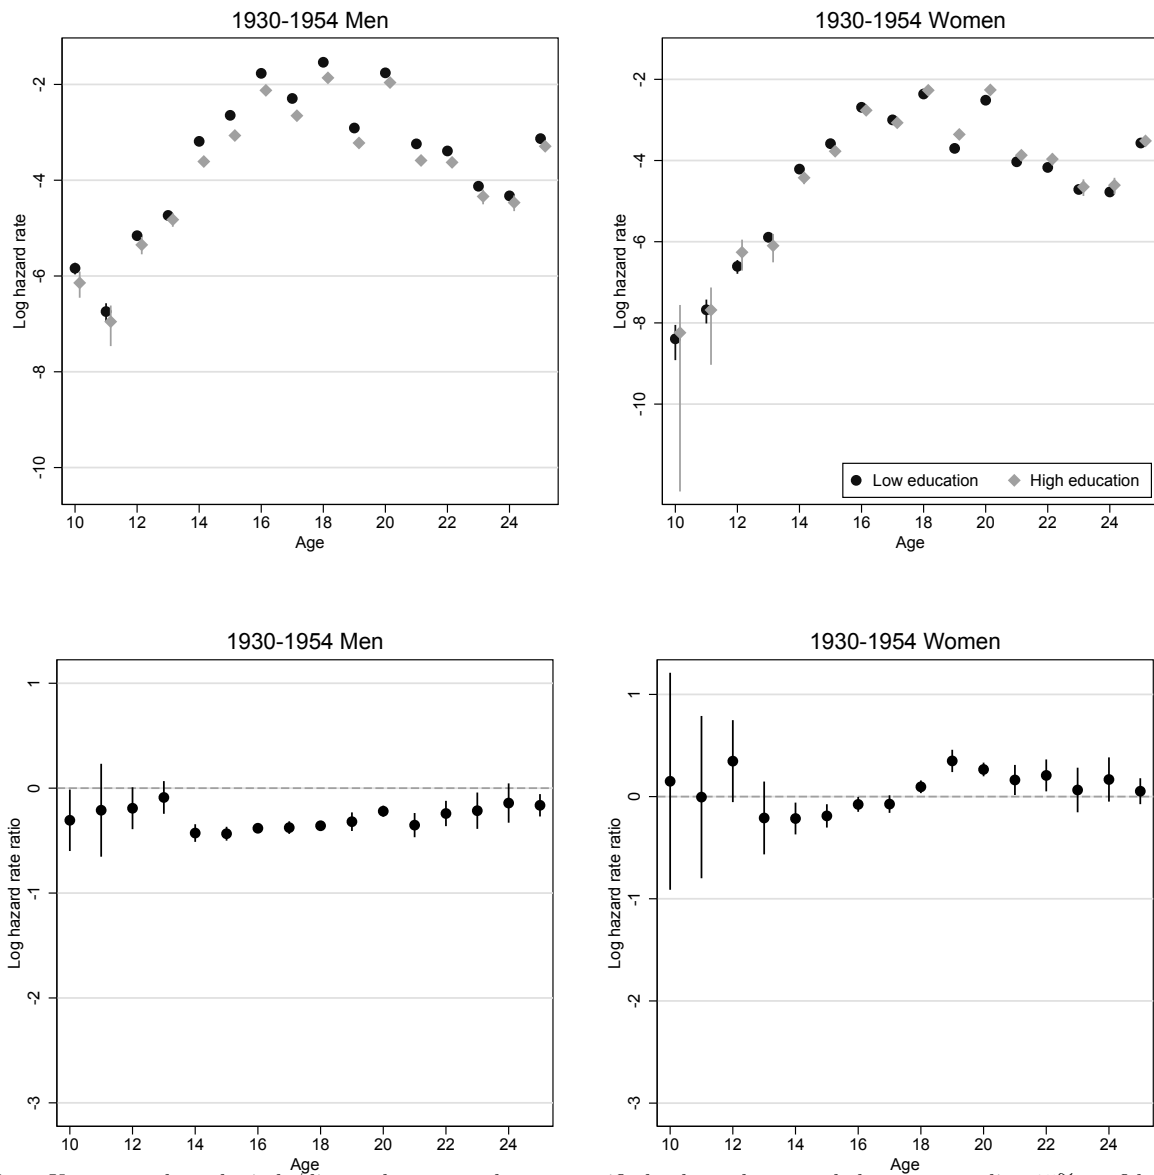 1930-1954 Men
Log hazard rate
-2
-4
-6
-8
-10
10 12 14 16 18 20 22 24
Age
1930-1954 Women
Log hazard rate
-2
-4
-6
-8
-10
Low education High education
10 12 14 16 18 20 22 24
Age
1930-1954 Men
Log hazard rate ratio
1
0
-1
-2
-3
10 12 14 16 18 20 22 24
Age
1930-1954 Women
Log hazard rate ratio
1
0
-1
-2
-3
10 12 14 16 18 20 22 24
Age